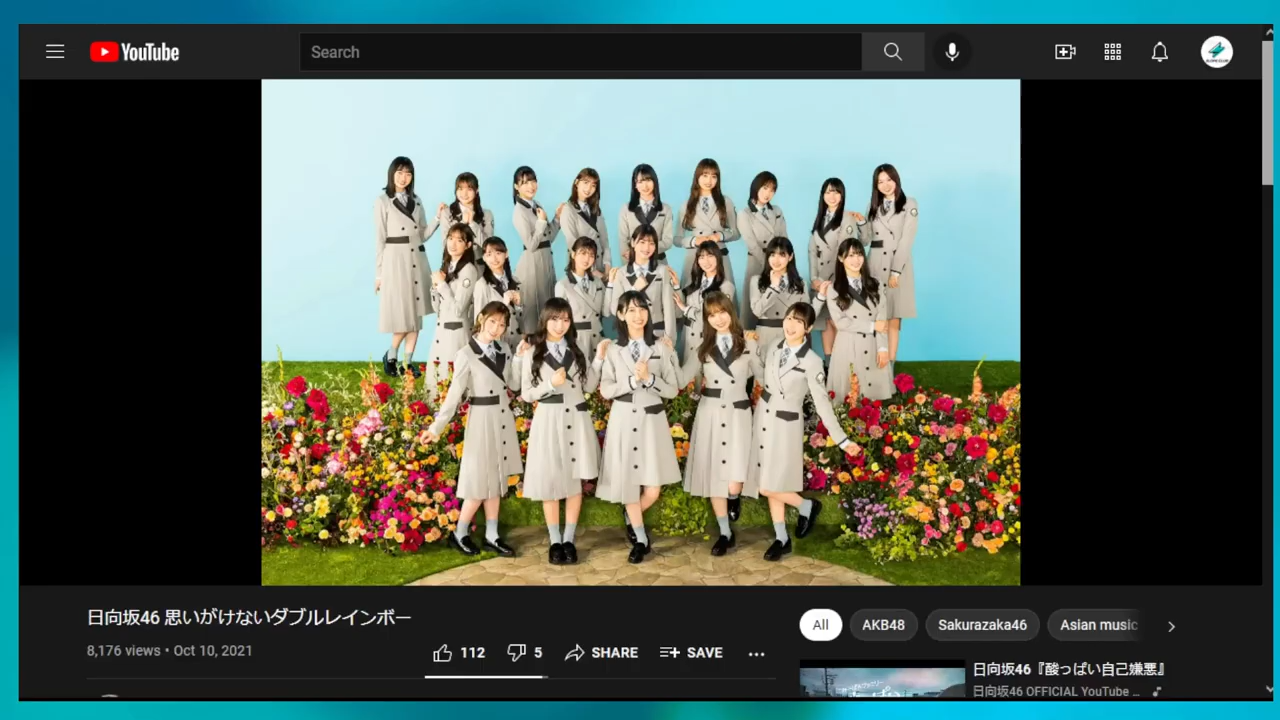 YouTube
Search
日向坂46 思いがけないダブルレインボー
8,176 views • Oct 10, 2021
112
5
SHARE
SAVE
All
AKB48
Sakurazaka46
Asian music
日向坂46『酸っぱい自己嫌悪』
日向坂46 OFFICIAL YouTube ...